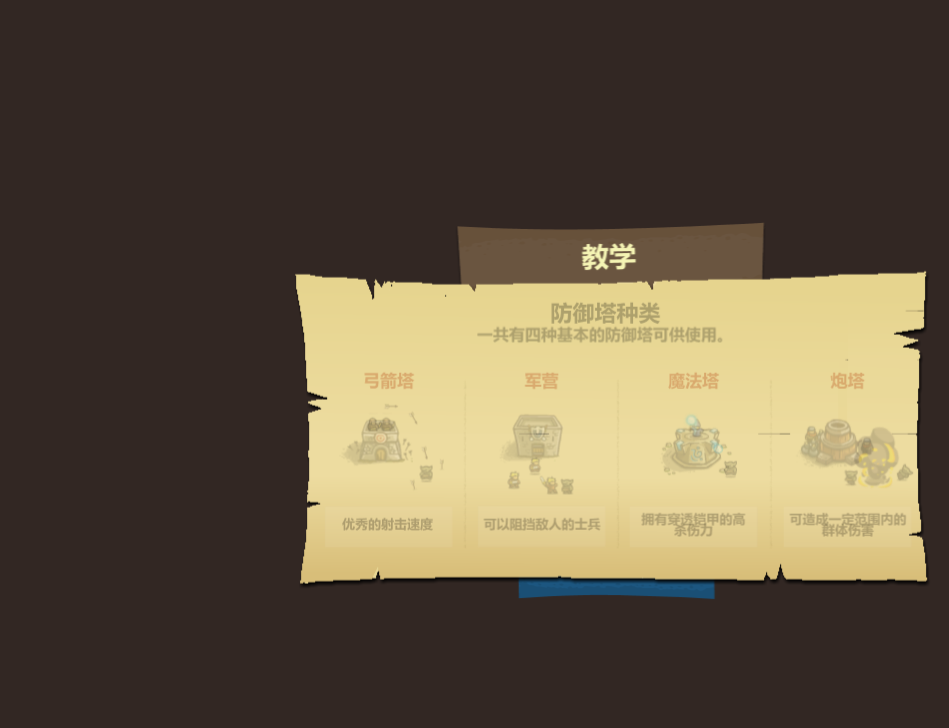 教学
防御塔种类
一共有四种基本的防御塔可供使用。
弓箭塔
军营
魔法塔
炮塔
优秀的射击速度
可以阻挡敌人的士兵
拥有穿透铠甲的高
杀伤力
可造成一定范围内的
群体伤害